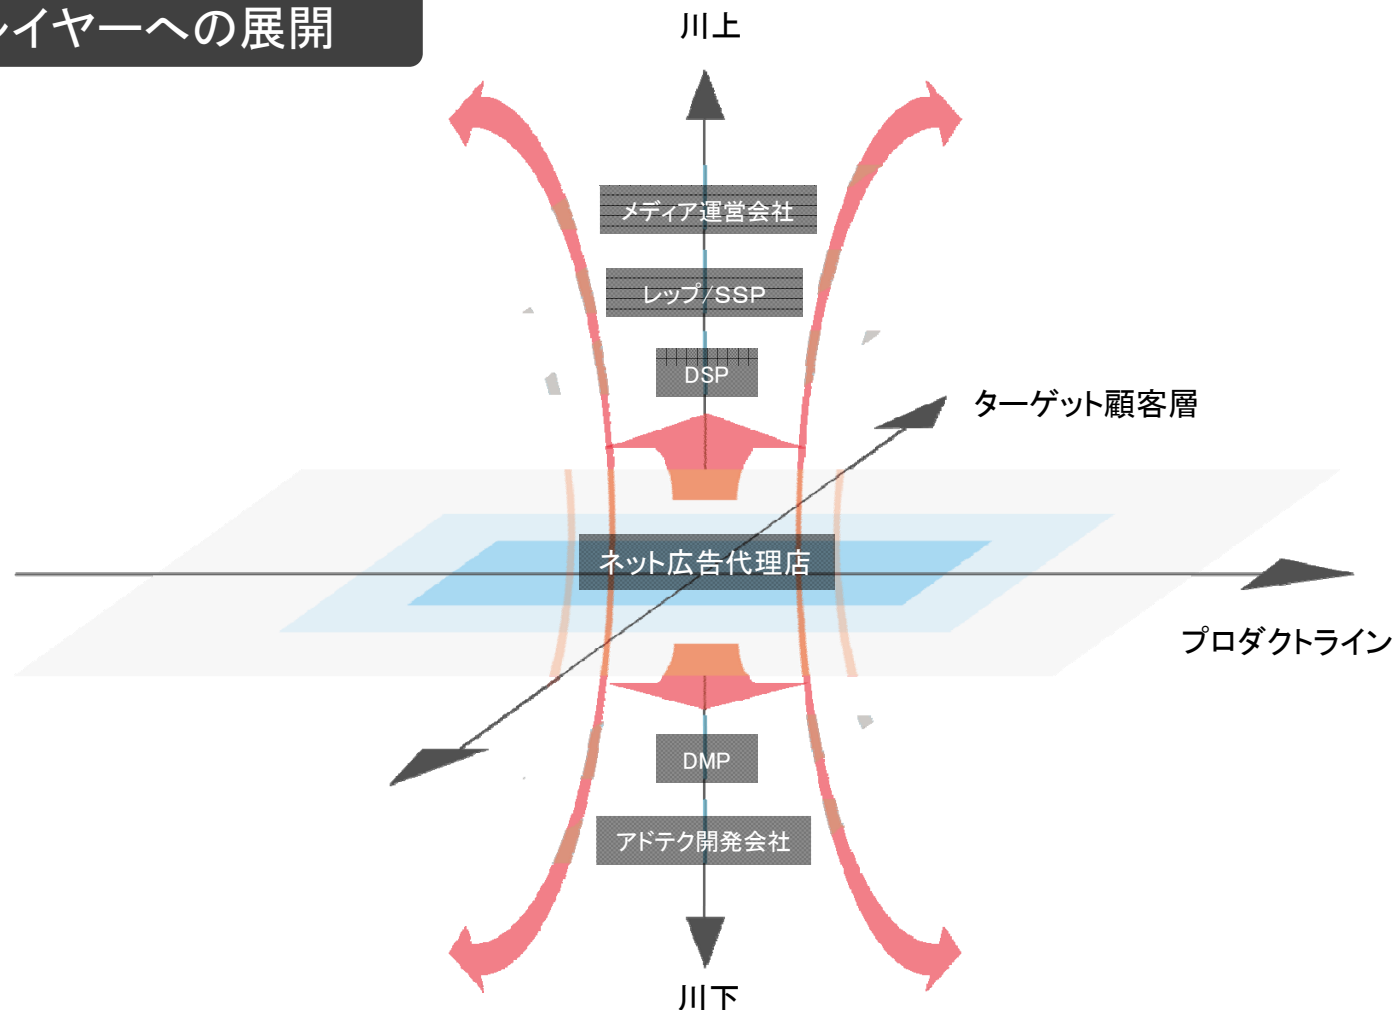 レイヤーへの展開
川上
メディア運営会社
レップ/SSP
DSP
ターゲット顧客層
ネット広告代理店
プロダクトライン
DMP
アドテク開発会社
川下